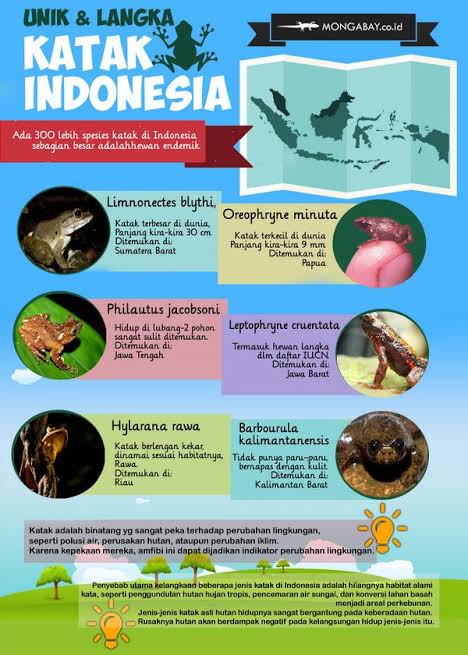 UNIK & LANGKA
KATAK
INDONESIA
MONGABAY.co.id
Ada 300 lebih spesies katak di Indonesia
sebagian besar adalahhewan endemik
Limnonectes blythi,
Katak terbesar di dunia,
Panjang kira-kira 30 cm
Ditemukan di:
Sumatera Barat
Oreophryne minuta
Katak terkecil di dunia
Panjang kira-kira 9 mm
Ditemukan di:
Papua
Philautus jacobsoni
Hidup di lubang-2 pohon
sangat sulit ditemukan.
Ditemukan di:
Jawa Tengah
Leptophryne cruentata
Termasuk hewan langka
dlm daftar IUCN.
Ditemukan di:
Jawa Barat
Hylarana rawa
Katak berlengan kekar,
dinamai sesuai habitatnya,
Rawa.
Ditemukan di:
Riau
Barbourula
kalimantanensis
Tidak punya paru-paru,
bernapas dengan kulit.
Ditemukan di:
Kalimantan Barat
Katak adalah binatang yg sangat peka terhadap perubahan lingkungan,
seperti polusi air, perusakan hutan, ataupun perubahan iklim.
Karena kepekaan mereka, amfibi ini dapat dijadikan indikator perubahan lingkungan.
Penyebab utama kelangkaan beberapa jenis katak di Indonesia adalah hilangnya habitat alami
kata, seperti penggundulan hutan hujan tropis, pencemaran air sungai, dan konversi lahan basah
menjadi areal perkebunan.
Jenis-jenis katak asli hutan hidupnya sangat bergantung pada keberadaan hutan.
Rusaknya hutan akan berdampak negatif pada kelangsungan hidup jenis-jenis itu.